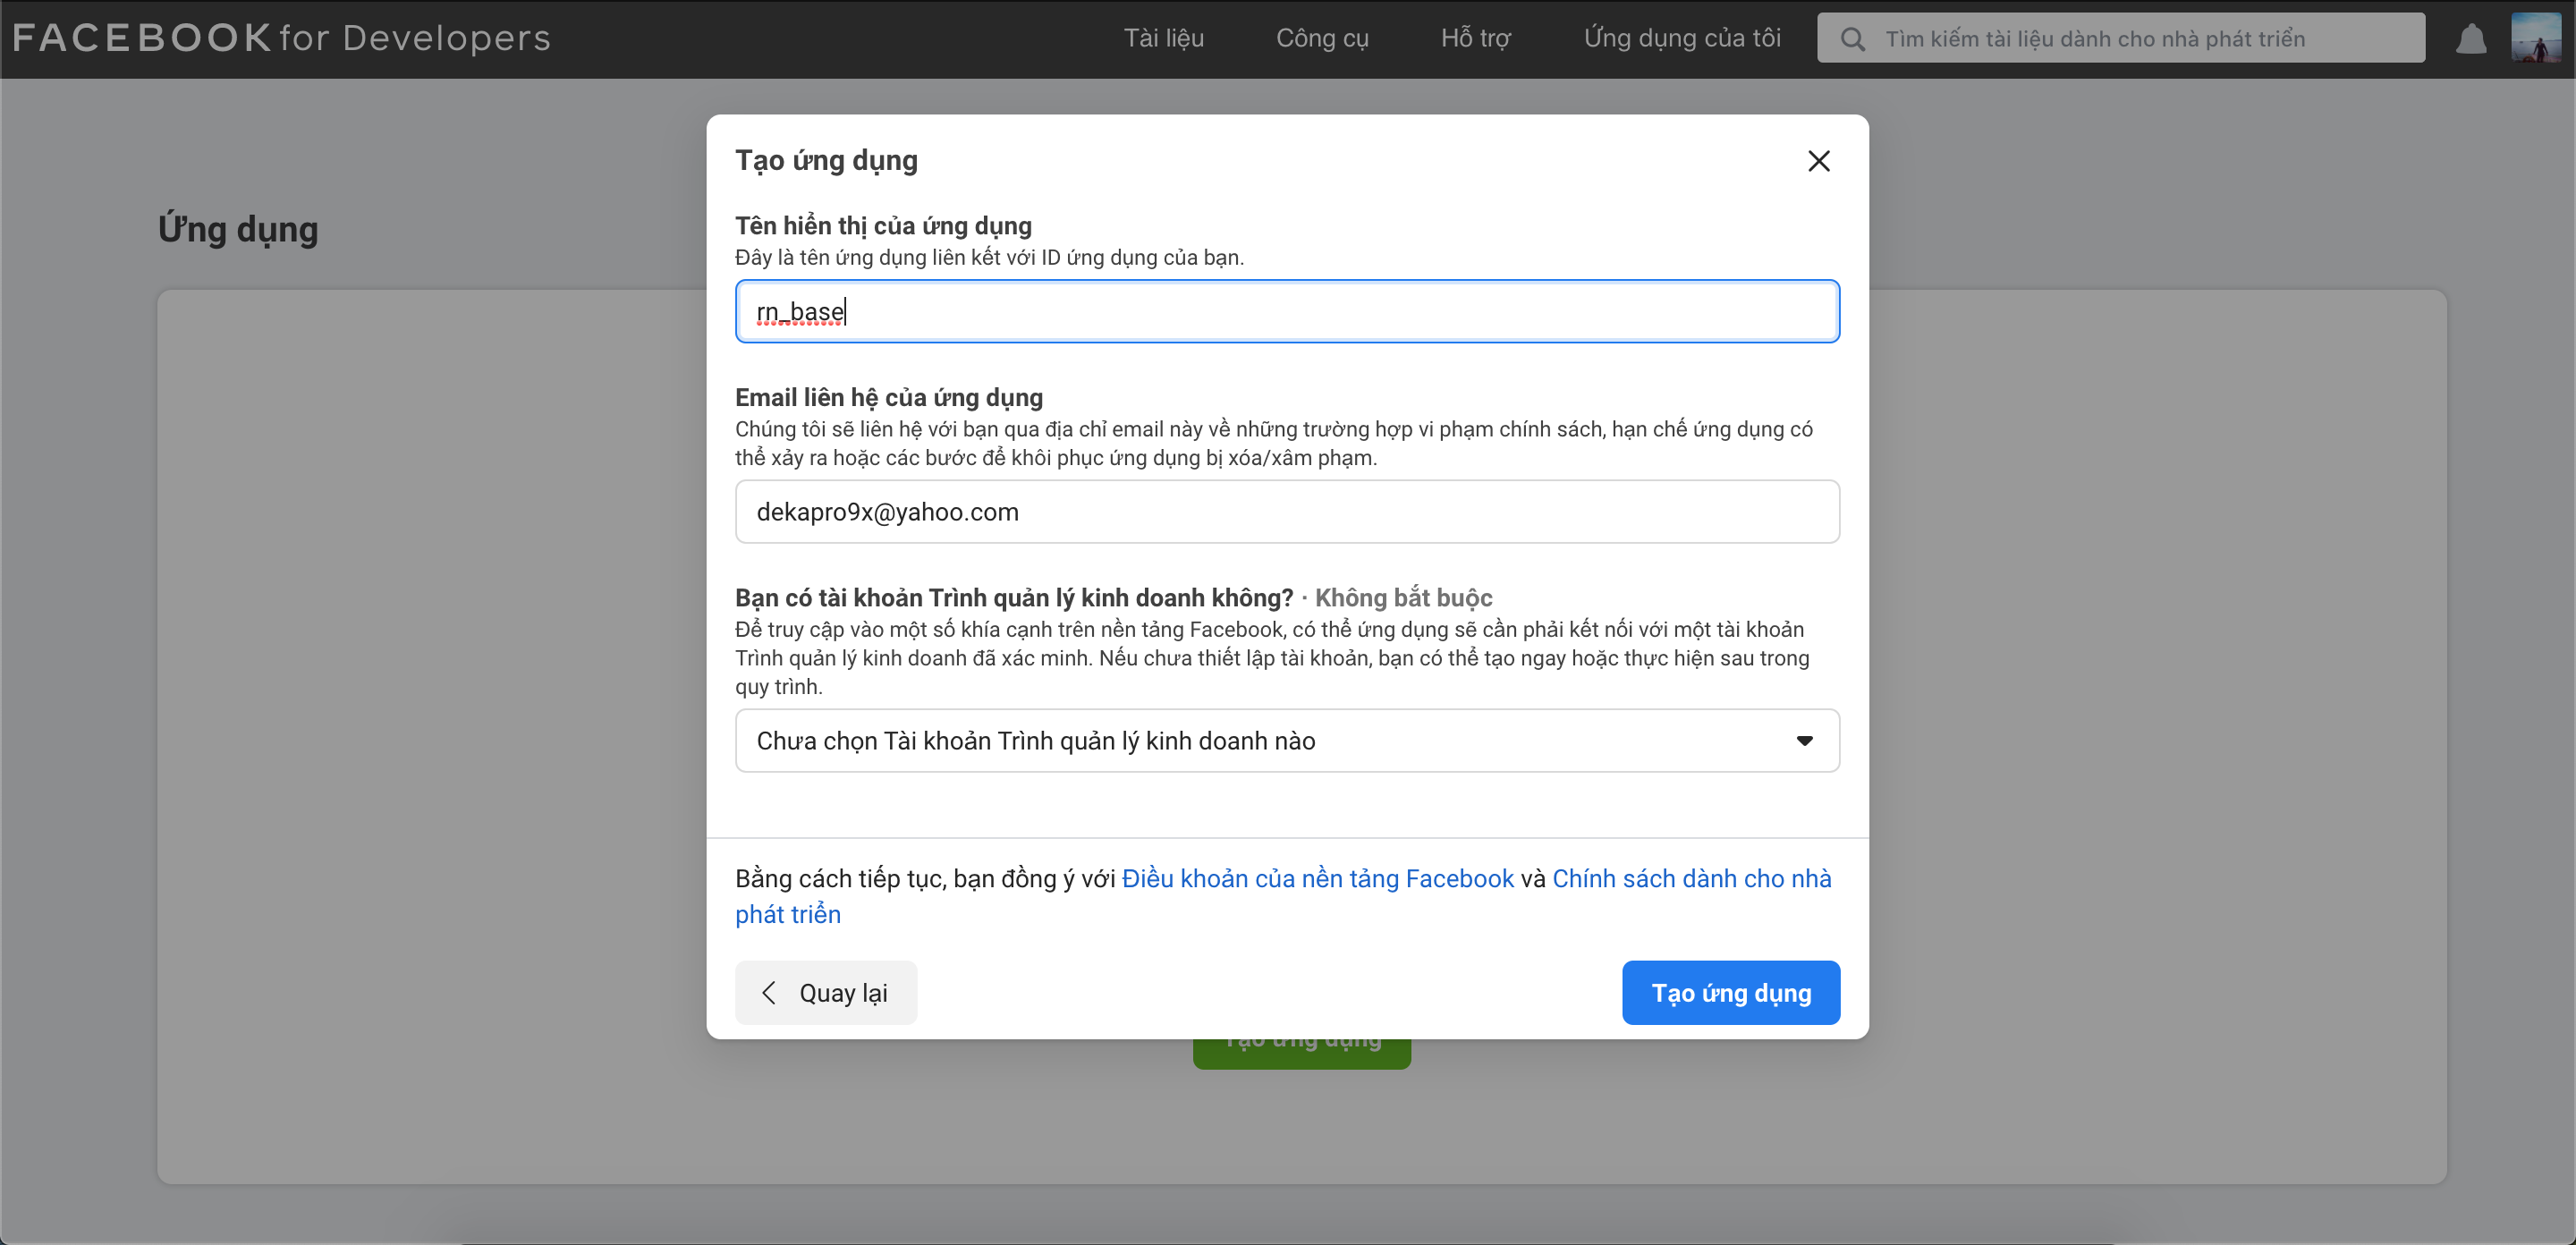 FACEBOOK for Developers
Tài liệu
Công cụ
Hỗ trợ
Ứng dụng của tôi
Tìm kiếm tài liệu dành cho nhà phát triển
Ứng dụng
Tạo ứng dụng
Tên hiển thị của ứng dụng
Đây là tên ứng dụng liên kết với ID ứng dụng của bạn.
rn_base
Email liên hệ của ứng dụng
Chúng tôi sẽ liên hệ với bạn qua địa chỉ email này về những trường hợp vi phạm chính sách, hạn chế ứng dụng có
thể xảy ra hoặc các bước để khôi phục ứng dụng bị xóa/xâm phạm.
dekapro9x@yahoo.com
Bạn có tài khoản Trình quản lý kinh doanh không? · Không bắt buộc
Để truy cập vào một số khía cạnh trên nền tảng Facebook, có thể ứng dụng sẽ cần phải kết nối với một tài khoản
Trình quản lý kinh doanh đã xác minh. Nếu chưa thiết lập tài khoản, bạn có thể tạo ngay hoặc thực hiện sau trong
quy trình.
Chưa chọn Tài khoản Trình quản lý kinh doanh nào
Bằng cách tiếp tục, bạn đồng ý với Điều khoản của nền tảng Facebook và Chính sách dành cho nhà
phát triển
Quay lại
Tạo ứng dụng
Tạo ứng dụng